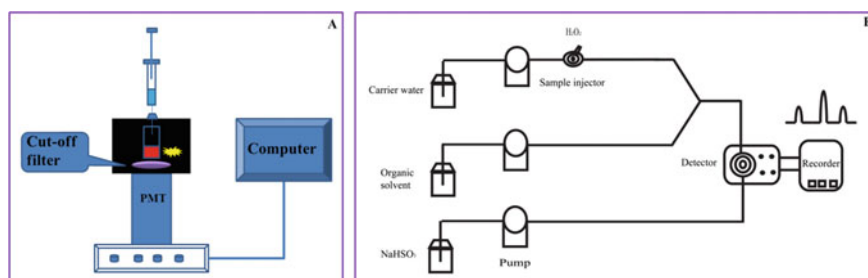 A
Cut-off
filter
PMT
Computer
B
H₂O₂
Carrier water
Sample injector
Organic
solvent
Detector
Recorder
NaHSO₃
Pump